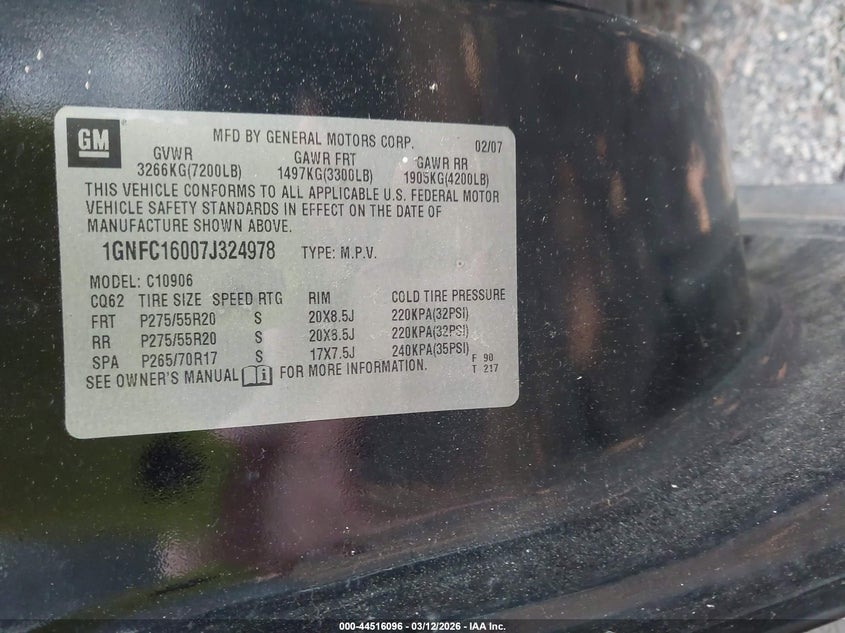 GM
MFD BY GENERAL MOTORS CORP. 02/07
GVWR GAWR FRT GAWR RR
3266KG(7200LB) 1497KG(3300LB) 1905KG(4200LB)
THIS VEHICLE CONFORMS TO ALL APPLICABLE U.S. FEDERAL MOTOR
VEHICLE SAFETY STANDARDS IN EFFECT ON THE DATE OF
MANUFACTURE SHOWN ABOVE.
1GNFC16007J324978 TYPE: M.P.V.
MODEL: C10906
CQ62 TIRE SIZE SPEED RTG RIM COLD TIRE PRESSURE
FRT P275/55R20 S 20X8.5J 220KPA(32PSI)
RR P275/55R20 S 20X8.5J 220KPA(32PSI)
SPA P265/70R17 S 17X7.5J 240KPA(35PSI) F 90
SEE OWNER'S MANUAL FOR MORE INFORMATION. T 217
000-44516096 - 03/12/2026 - IAA Inc.